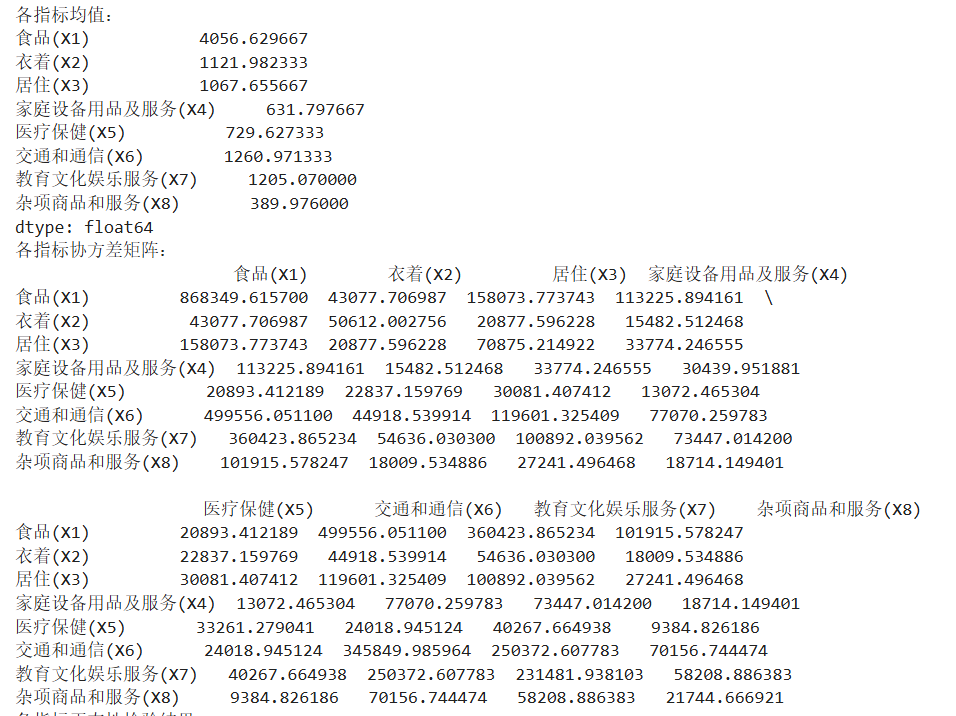 各指标均值:
食品(X1) 4056.629667
衣着(X2) 1121.982333
居住(X3) 1067.655667
家庭设备用品及服务(X4) 631.797667
医疗保健(X5) 729.627333
交通和通信(X6) 1260.971333
教育文化娱乐服务(X7) 1205.070000
杂项商品和服务(X8) 389.976000
dtype: float64
各指标协方差矩阵:
食品(X1) 衣着(X2) 居住(X3) 家庭设备用品及服务(X4)
食品(X1) 868349.615700 43077.706987 158073.773743 113225.894161 \
衣着(X2) 43077.706987 50612.002756 20877.596228 15482.512468
居住(X3) 158073.773743 20877.596228 70875.214922 33774.246555
家庭设备用品及服务(X4) 113225.894161 15482.512468 33774.246555 30439.951881
医疗保健(X5) 20893.412189 22837.159769 30081.407412 13072.465304
交通和通信(X6) 499556.051100 44918.539914 119601.325409 77070.259783
教育文化娱乐服务(X7) 360423.865234 54636.030300 100892.039562 73447.014200
杂项商品和服务(X8) 101915.578247 18009.534886 27241.496468 18714.149401
医疗保健(X5) 交通和通信(X6) 教育文化娱乐服务(X7) 杂项商品和服务(X8)
食品(X1) 20893.412189 499556.051100 360423.865234 101915.578247
衣着(X2) 22837.159769 44918.539914 54636.030300 18009.534886
居住(X3) 30081.407412 119601.325409 100892.039562 27241.496468
家庭设备用品及服务(X4) 13072.465304 77070.259783 73447.014200 18714.149401
医疗保健(X5) 33261.279041 24018.945124 40267.664938 9384.826186
交通和通信(X6) 24018.945124 345849.985964 250372.607783 70156.744474
教育文化娱乐服务(X7) 40267.664938 250372.607783 231481.938103 58208.886383
杂项商品和服务(X8) 9384.826186 70156.744474 58208.886383 21744.666921